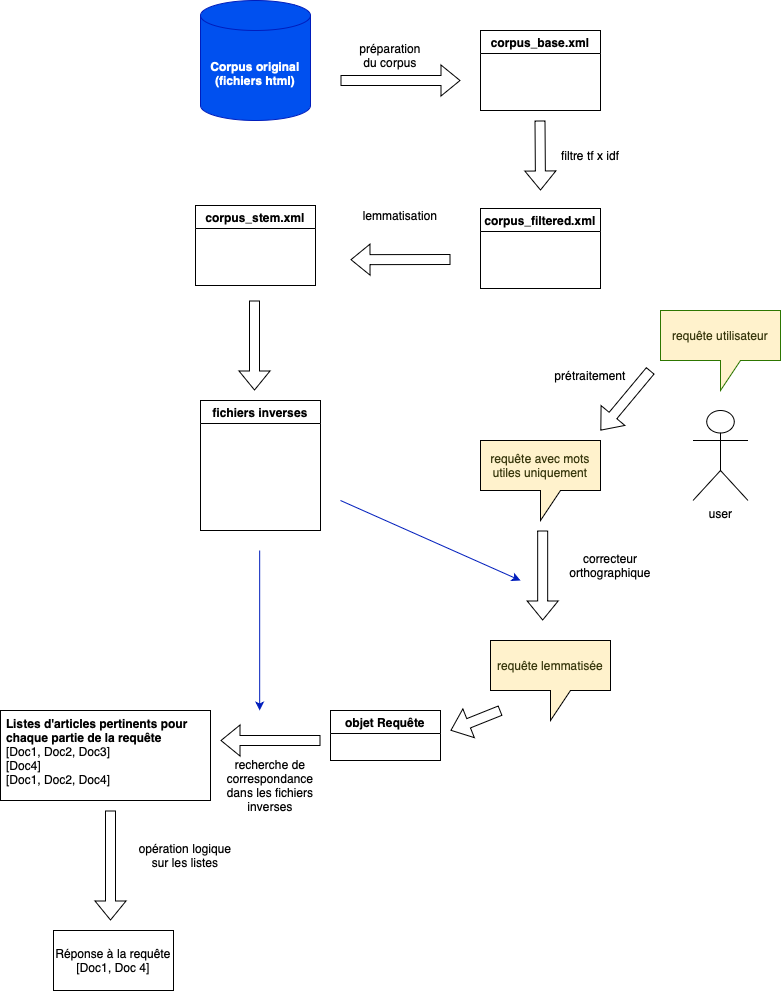 Corpus original
(fichiers html)
préparation
du corpus
corpus_base.xml
filtre tf x idf
corpus_filtered.xml
lemmatisation
corpus_stem.xml
fichiers inverses
requête utilisateur
user
prétraitement
requête avec mots
utiles uniquement
correcteur
orthographique
requête lemmatisée
objet Requête
recherche de
correspondance
dans les fichiers
inverses
Listes d'articles pertinents pour
chaque partie de la requête
[Doc1, Doc2, Doc3]
[Doc4]
[Doc1, Doc2, Doc4]
opération logique
sur les listes
Réponse à la requête
[Doc1, Doc 4]